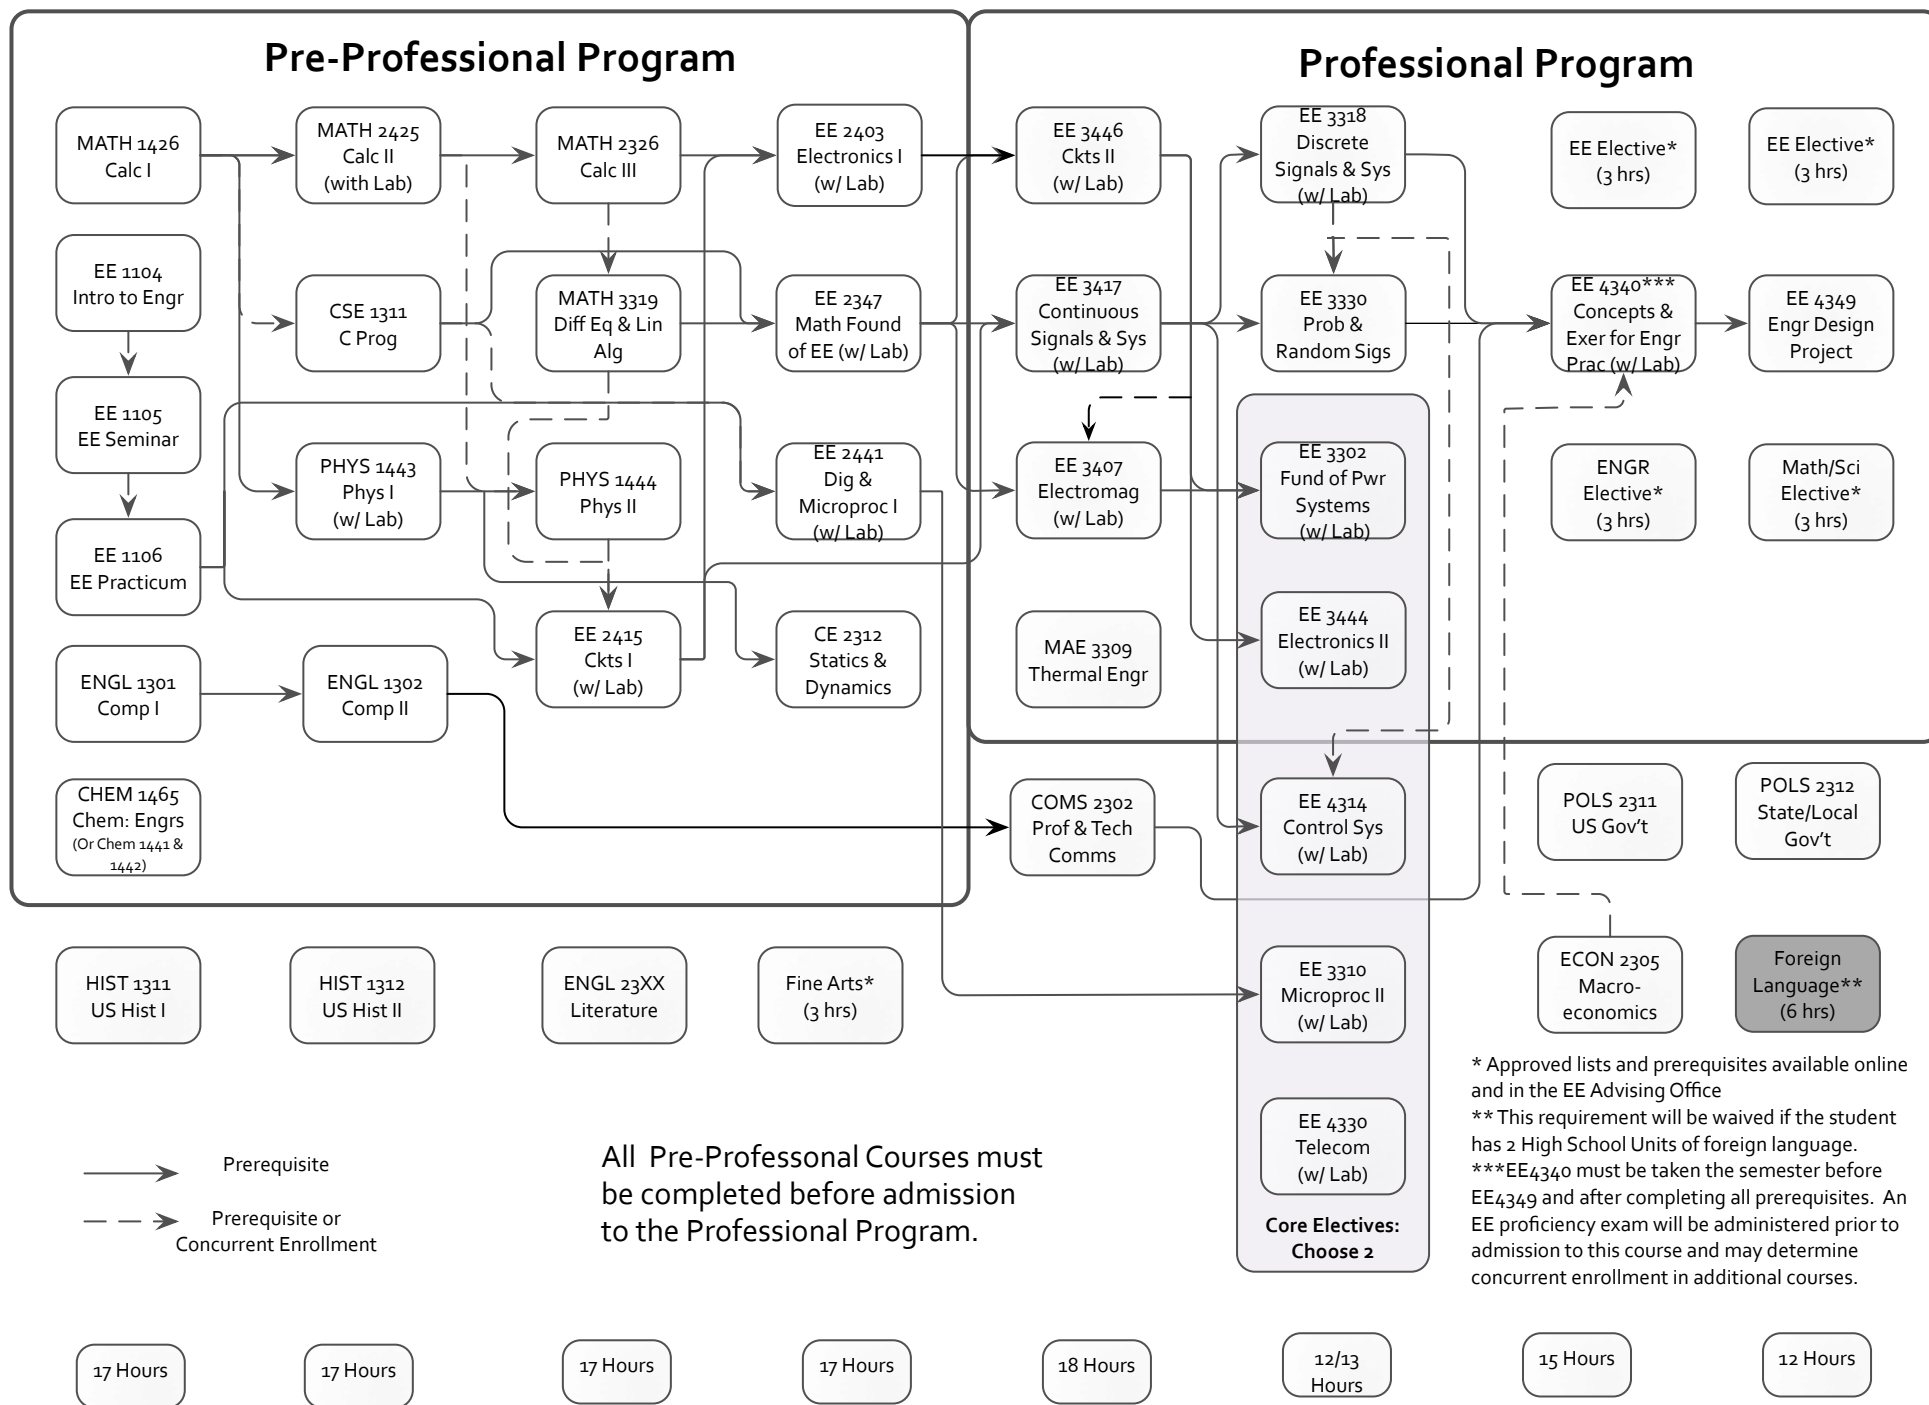 Pre-Professional Program
Professional Program
MATH 1426
Calc I
MATH 2425
Calc II
(with Lab)
MATH 2326
Calc III
EE 2403
Electronics I
(w/ Lab)
EE 3446
Ckts II
(w/ Lab)
EE 3318
Discrete
Signals & Sys
(w/ Lab)
EE Elective*
(3 hrs)
EE Elective*
(3 hrs)
EE 1104
Intro to Engr
CSE 1311
C Prog
MATH 3319
Diff Eq & Lin
Alg
EE 2347
Math Found
of EE (w/ Lab)
EE 3417
Continuous
Signals & Sys
(w/ Lab)
EE 3330
Prob &
Random Sigs
EE 4340***
Concepts &
Exer for Engr
Prac (w/ Lab)
EE 4349
Engr Design
Project
EE 1105
EE Seminar
PHYS 1443
Phys I
(w/ Lab)
PHYS 1444
Phys II
EE 2441
Dig &
Microproc I
(w/ Lab)
EE 3407
Electromag
(w/ Lab)
EE 3302
Fund of Pwr
Systems
(w/ Lab)
ENGR
Elective*
(3 hrs)
Math/Sci
Elective*
(3 hrs)
EE 1106
EE Practicum
EE 2415
Ckts I
(w/ Lab)
CE 2312
Statics &
Dynamics
MAE 3309
Thermal Engr
EE 3444
Electronics II
(w/ Lab)
ENGL 1301
Comp I
ENGL 1302
Comp II
CHEM 1465
Chem: Engrs
(Or Chem 1441 &
1442)
COMS 2302
Prof & Tech
Comms
EE 4314
Control Sys
(w/ Lab)
POLS 2311
US Gov't
POLS 2312
State/Local
Gov't
HIST 1311
US Hist I
HIST 1312
US Hist II
ENGL 23XX
Literature
Fine Arts*
(3 hrs)
EE 3310
Microproc II
(w/ Lab)
ECON 2305
Macro-
economics
Foreign
Language**
(6 hrs)
EE 4330
Telecom
(w/ Lab)
Core Electives:
Choose 2
* Approved lists and prerequisites available online
and in the EE Advising Office
** This requirement will be waived if the student
has 2 High School Units of foreign language.
***EE4340 must be taken the semester before
EE4349 and after completing all prerequisites. An
EE proficiency exam will be administered prior to
admission to this course and may determine
concurrent enrollment in additional courses.
Prerequisite
Prerequisite or
Concurrent Enrollment
All Pre-Professonal Courses must
be completed before admission
to the Professional Program.
17 Hours
17 Hours
17 Hours
17 Hours
18 Hours
12/13
Hours
15 Hours
12 Hours